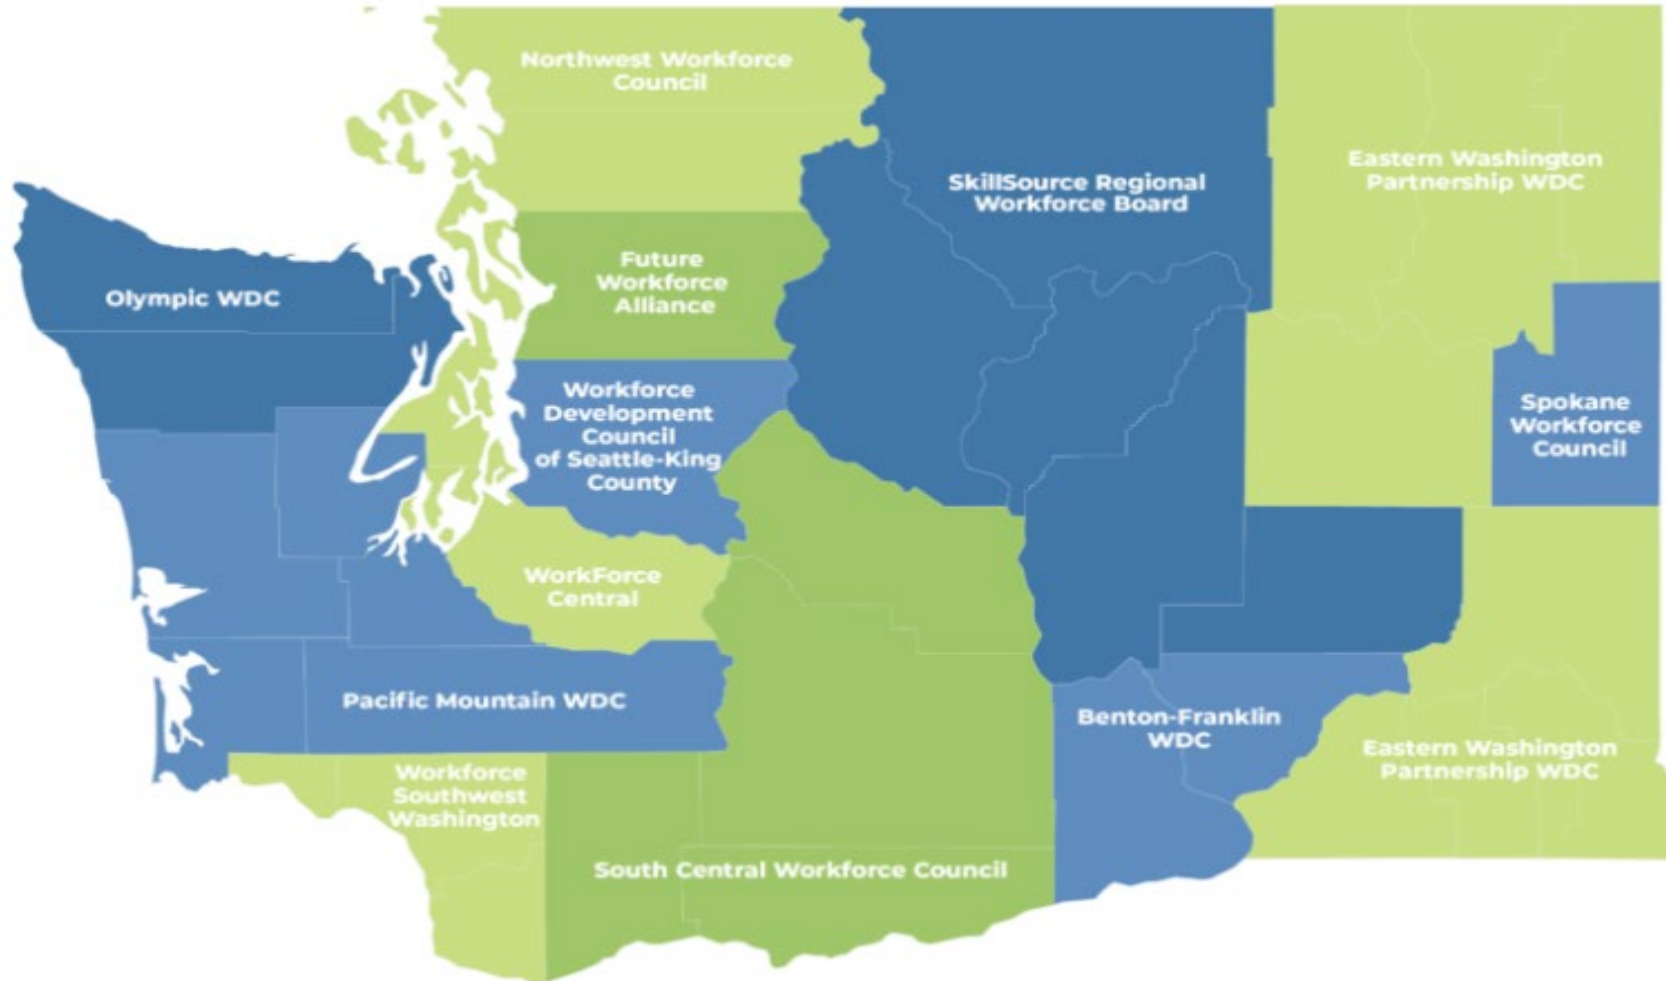 Northwest Workforce
Council
Eastern Washington
Partnership WDC
SkillSource Regional
Workforce Board
Future
Workforce
Alliance
Olympic WDC
Workforce
Development
Council
of Seattle-King
County
Spokane
Workforce
Council
WorkForce
Central
Pacific Mountain WDC
Benton-Franklin
WDC
Eastern Washington
Partnership WDC
Workforce
Southwest
Washington
South Central Workforce Council